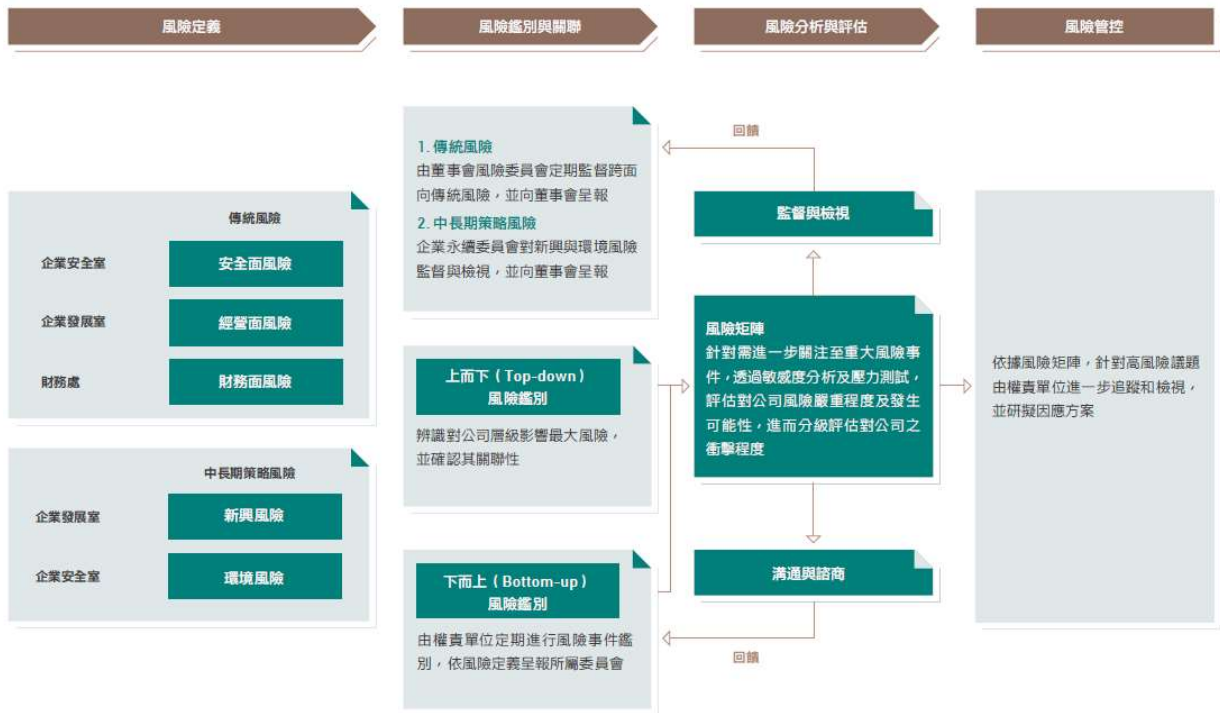 風險定義
風險鑑別與關聯
風險分析與評估
風險管控
傳統風險
企業安全室
安全面風險
企業發展室
經營面風險
財務處
財務面風險
中長期策略風險
企業發展室
新興風險
企業安全室
環境風險
1. 傳統風險
由董事會風險委員會定期監督跨面
向傳統風險，並向董事會呈報
2. 中長期策略風險
企業永續委員會對新興與環境風險
監督與檢視，並向董事會呈報
上而下（Top-down）
風險鑑別
辨識對公司層級影響最大風險，
並確認其關聯性
下而上（Bottom-up）
風險鑑別
由權責單位定期進行風險事件鑑
別，依風險定義呈報所屬委員會
回饋
監督與檢視
風險矩陣
針對需進一步關注至重大風險事
件，透過敏感度分析及壓力測試，
評估對公司風險嚴重程度及發生
可能性，進而分級評估對公司之
衝擊程度
溝通與諮商
回饋
依據風險矩陣，針對高風險議題
由權責單位進一步追蹤和檢視，
並研擬因應方案